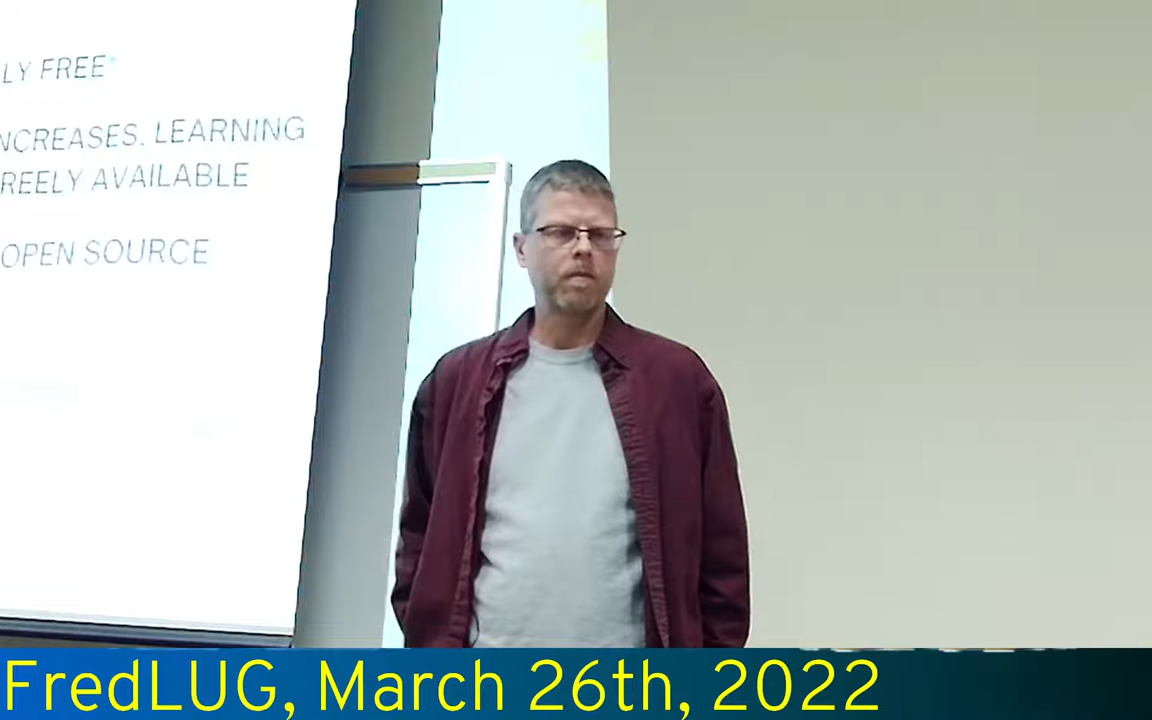 LY FREE*
NCREASES. LEARNING
REELY AVAILABLE
OPEN SOURCE
FredLUG, March 26th, 2022